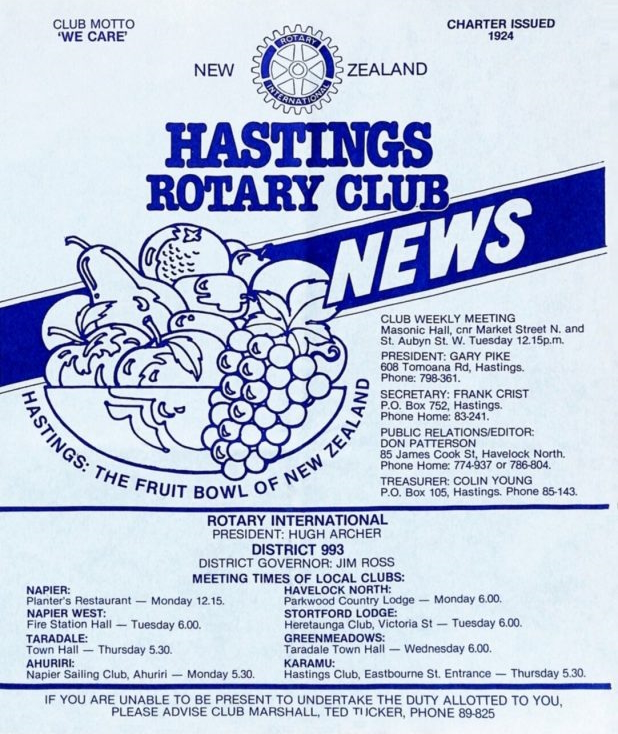 CLUB MOTTO
'WE CARE'
CHARTER ISSUED
1924
NEW ZEALAND
ROTARY
INTERNATIONAL
HASTINGS
ROTARY CLUB
NEWS
CLUB WEEKLY MEETING
Masonic Hall, cnr Market Street N. and
St. Aubyn St. W. Tuesday 12.15p.m.
PRESIDENT: GARY PIKE
608 Tomoana Rd, Hastings.
Phone: 798-361.
SECRETARY: FRANK CRIST
P.O. Box 752, Hastings.
Phone Home: 83-241.
PUBLIC RELATIONS/EDITOR:
DON PATTERSON
85 James Cook St, Havelock North.
Phone Home: 774-937 or 786-804.
TREASURER: COLIN YOUNG
P.O. Box 105, Hastings. Phone 85-143.
HASTINGS: THE FRUIT BOWL OF NEW ZEALAND
ROTARY INTERNATIONAL
PRESIDENT: HUGH ARCHER
DISTRICT 993
DISTRICT GOVERNOR: JIM ROSS
MEETING TIMES OF LOCAL CLUBS:
NAPIER:
Planter's Restaurant — Monday 12.15.
NAPIER WEST:
Fire Station Hall — Tuesday 6.00.
TARADALE:
Town Hall — Thursday 5.30.
AHURIRI:
Napier Sailing Club, Ahuriri — Monday 5.30.
HAVELOCK NORTH:
Parkwood Country Lodge — Monday 6.00.
STORTFORD LODGE:
Heretaunga Club, Victoria St — Tuesday 6.00.
GREENMEADOWS:
Taradale Town Hall — Wednesday 6.00.
KARAMU:
Hastings Club, Eastbourne St. Entrance — Thursday 5.30.
IF YOU ARE UNABLE TO BE PRESENT TO UNDERTAKE THE DUTY ALLOTTED TO YOU,
PLEASE ADVISE CLUB MARSHALL, TED TUCKER, PHONE 89-825